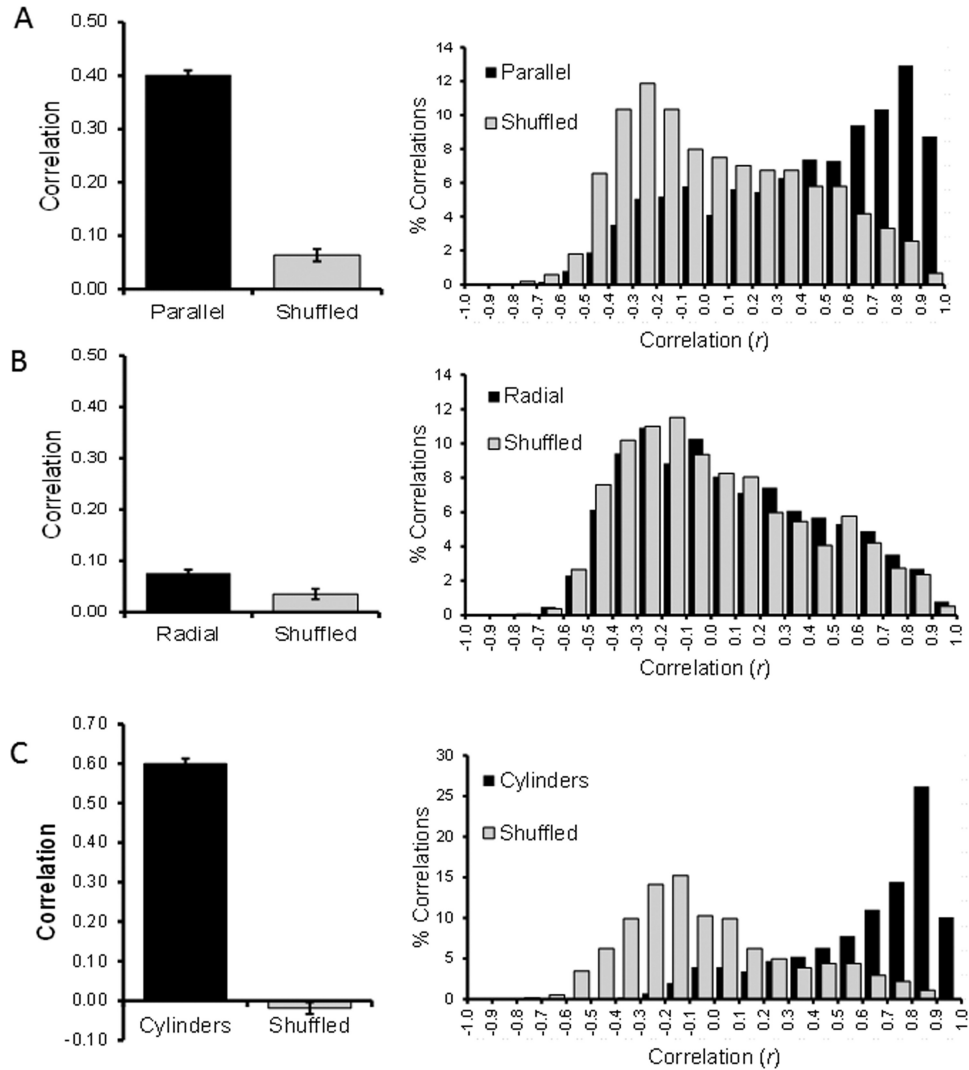 A
0.50
0.40
0.30
0.20
0.10
0.00
Correlation
Parallel Shuffled
14
12
10
8
6
4
2
0
% Correlations
Parallel
Shuffled
-1.0 -0.9 -0.9 -0.7 -0.6 -0.5 -0.4 -0.3 -0.2 -0.1 0.0 0.1 0.2 0.3 0.4 0.5 0.6 0.7 0.8 0.9 1.0
Correlation (r)
B
0.50
0.40
0.30
0.20
0.10
0.00
Correlation
Radial Shuffled
14
12
10
8
6
4
2
0
% Correlations
Radial
Shuffled
-1.0 -0.9 -0.9 -0.7 -0.6 -0.5 -0.4 -0.3 -0.2 -0.1 0.0 0.1 0.2 0.3 0.4 0.5 0.6 0.7 0.8 0.9 1.0
Correlation (r)
C
0.70
0.60
0.50
0.40
0.30
0.20
0.10
0.00
-0.10
Correlation
Cylinders Shuffled
30
25
20
15
10
5
0
% Correlations
Cylinders
Shuffled
-1.0 -0.9 -0.9 -0.7 -0.6 -0.5 -0.4 -0.3 -0.2 -0.1 0.0 0.1 0.2 0.3 0.4 0.5 0.6 0.7 0.8 0.9 1.0
Correlation (r)